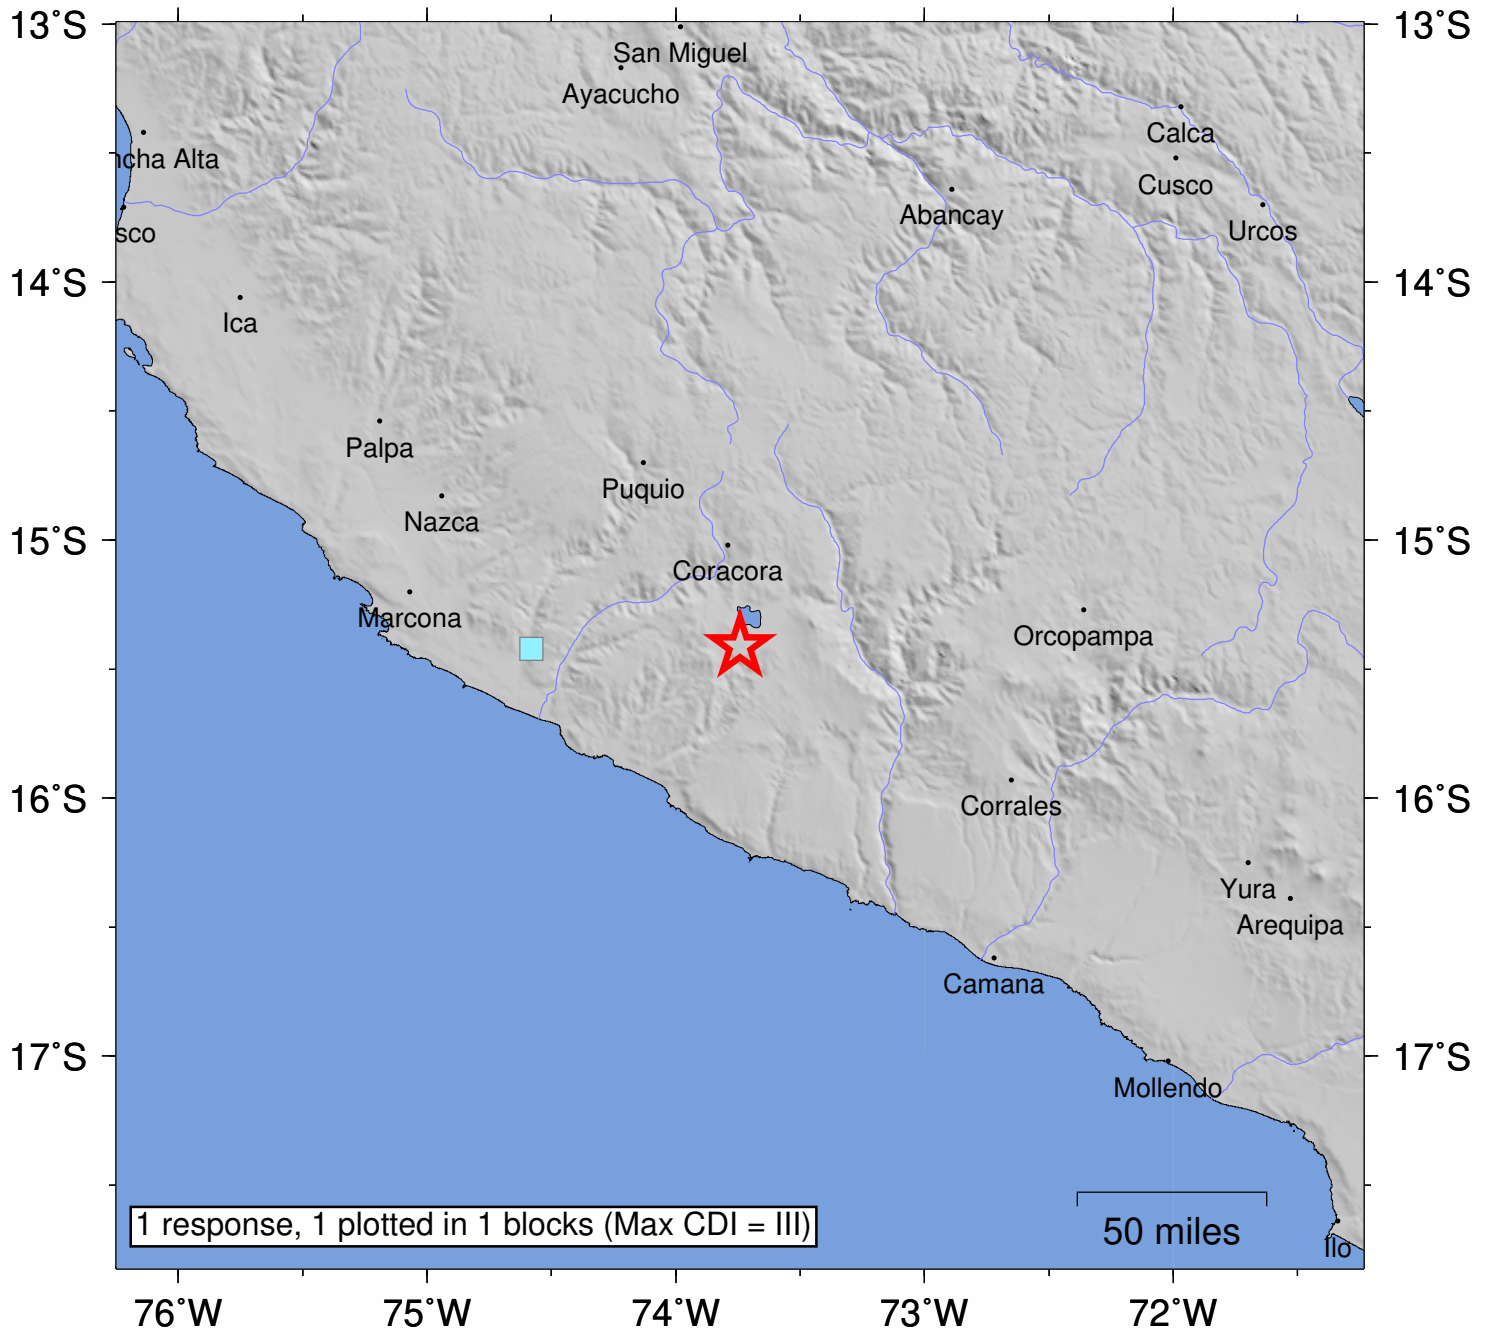 13°S
13°S
San Miguel
Ayacucho
Calca
ncha Alta
Cusco
Abancay
Urcos
sco
14°S
14°S
Ica
Palpa
Puquio
Nazca
15°S
15°S
Coracora
Marcona
Orcopampa
16°S
16°S
Corrales
Yura
Arequipa
Camana
17°S
17°S
Mollendo
1 response, 1 plotted in 1 blocks (Max CDI = III)
50 miles
Ilo
76°W 75°W 74°W 73°W 72°W